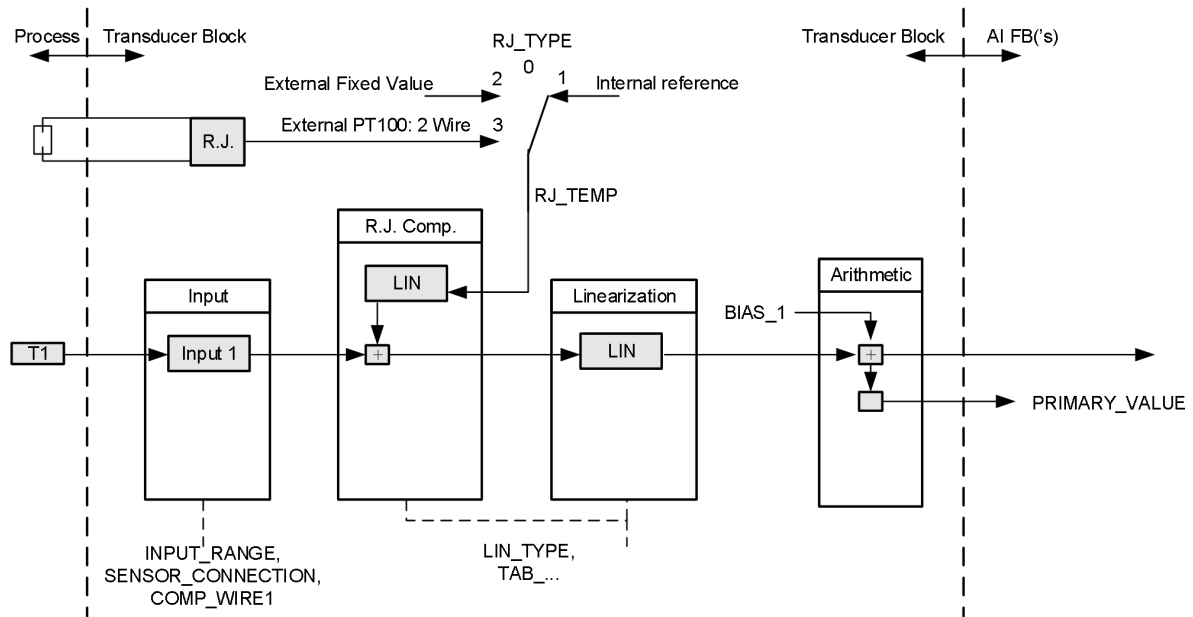 Process
Transducer Block
RJ_TYPE
0
Transducer Block
AI FB('s)
External Fixed Value
2
1
Internal reference
R.J.
External PT100: 2 Wire
3
RJ_TEMP
R.J. Comp.
LIN
Input
Linearization
Arithmetic
BIAS_1
T1
Input 1
+
LIN
+
PRIMARY_VALUE
INPUT_RANGE,
SENSOR_CONNECTION,
COMP_WIRE1
LIN_TYPE,
TAB_...